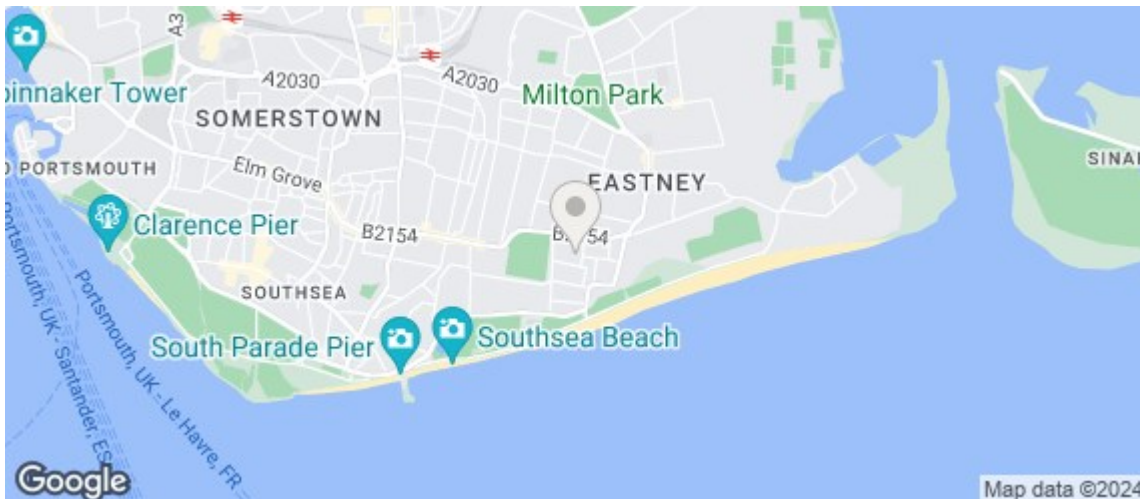 A3
A2030
A2030
pinnaker Tower
Milton Park
SOMERSTOWN
O PORTSMOUTH
Elm Grove
SINAH
EASTNEY
Clarence Pier
B2154
B2154
SOUTHSEA
South Parade Pier
Southsea Beach
Portsmouth, UK - Santander, ES
Portsmouth, UK - Le Havre, FR
Google
Map data ©2024